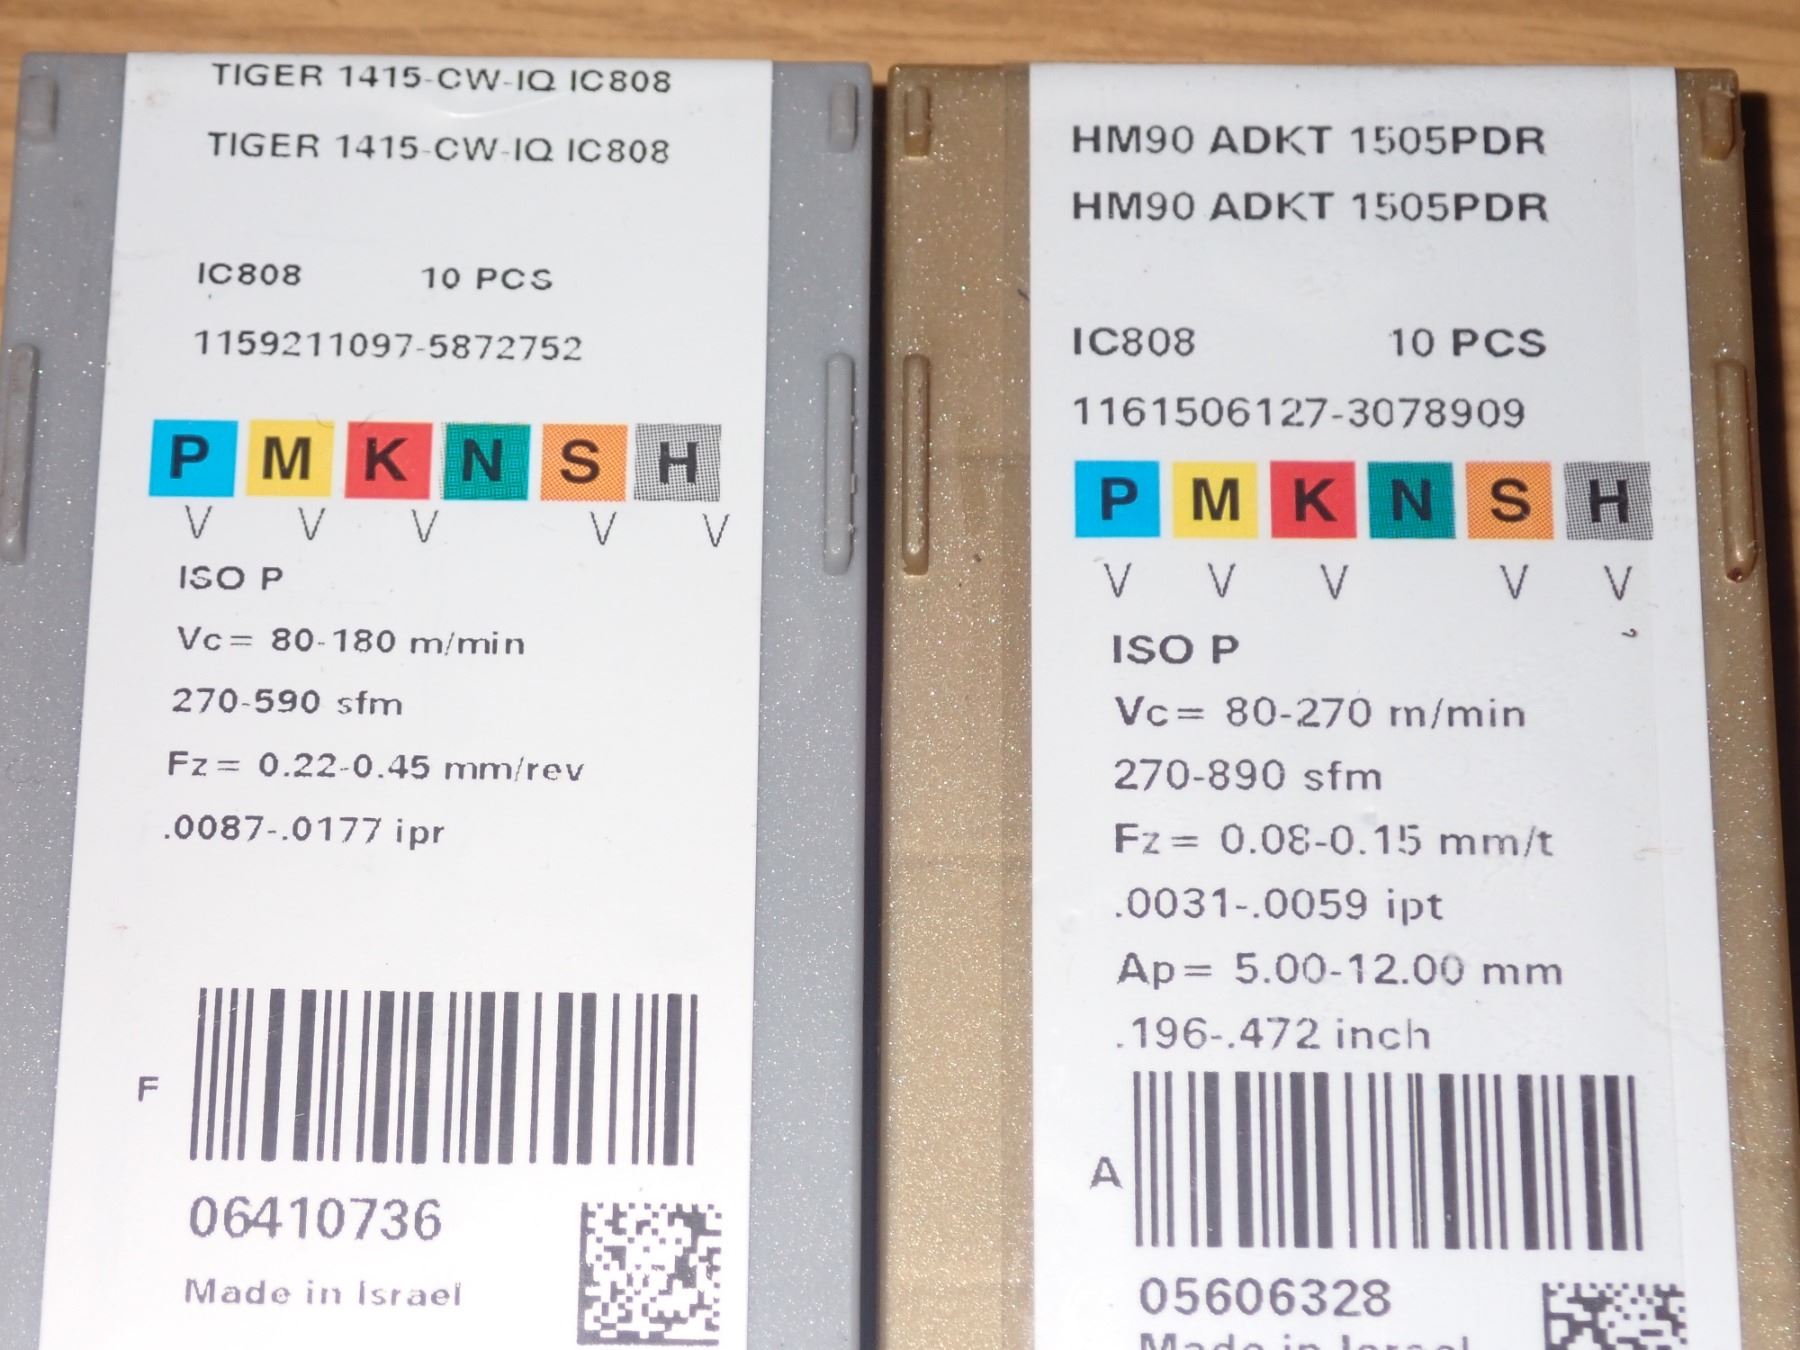 TIGER 1415-CW-IQ IC808
TIGER 1415-CW-IQ IC808
IC808 10 PCS
1159211097-5872752
P M K N S H
V V V V V
ISO P
Vc= 80-180 m/min
270-590 sfm
Fz= 0.22-0.45 mm/rev
.0087-.0177 ipr
F
06410736
Made in Israel
HM90 ADKT 1505PDR
HM90 ADKT 1505PDR
IC808 10 PCS
1161506127-3078909
P M K N S H
V V V V V
ISO P
Vc= 80-270 m/min
270-890 sfm
Fz= 0.08-0.15 mm/t
.0031-.0059 ipt
Ap= 5.00-12.00 mm
.196-.472 inch
A
05606328
Made in Israel